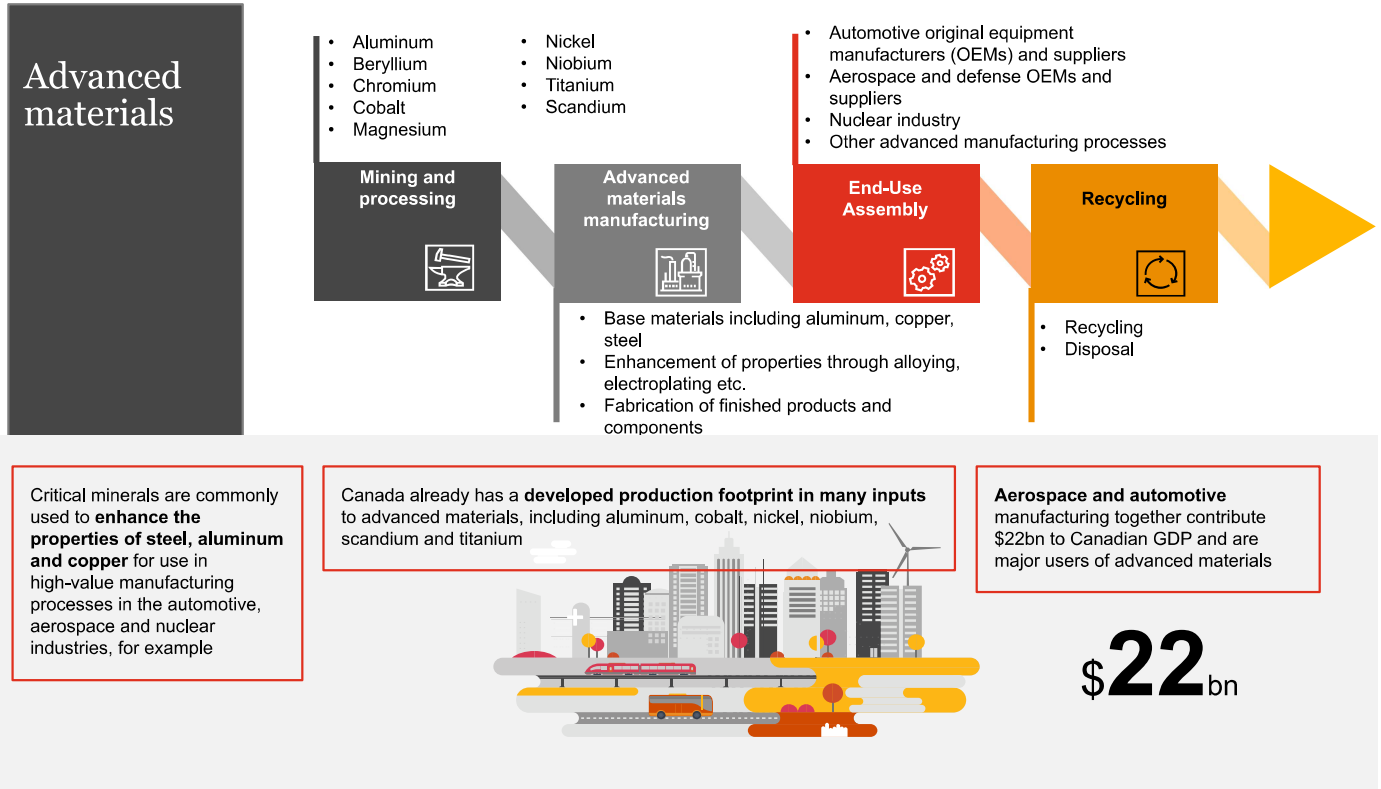 Advanced
materials
• Aluminum
• Beryllium
• Chromium
• Cobalt
• Magnesium
• Nickel
• Niobium
• Titanium
• Scandium
• Automotive original equipment
manufacturers (OEMs) and suppliers
• Aerospace and defense OEMs and
suppliers
• Nuclear industry
• Other advanced manufacturing processes
Mining and
processing
Advanced
materials
manufacturing
End-Use
Assembly
Recycling
• Base materials including aluminum, copper,
steel
• Enhancement of properties through alloying,
electroplating etc.
• Fabrication of finished products and
components
• Recycling
• Disposal
Critical minerals are commonly
used to enhance the
properties of steel, aluminum
and copper for use in
high-value manufacturing
processes in the automotive,
aerospace and nuclear
industries, for example
Canada already has a developed production footprint in many inputs
to advanced materials, including aluminum, cobalt, nickel, niobium,
scandium and titanium
Aerospace and automotive
manufacturing together contribute
$22bn to Canadian GDP and are
major users of advanced materials
$22bn